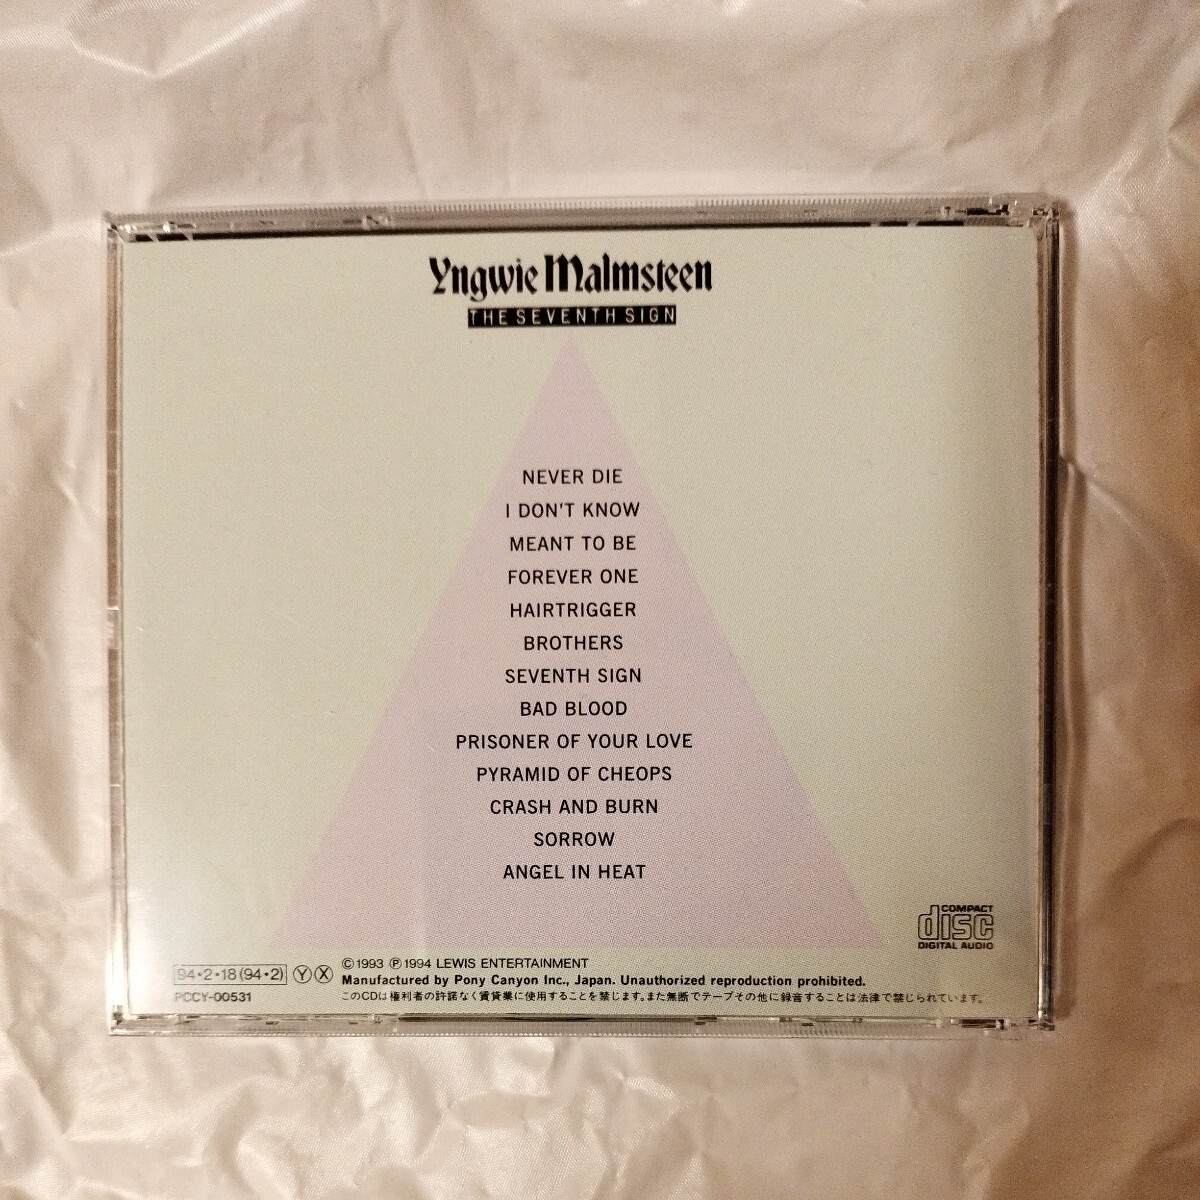 Yngwie Malmsteen
THE SEVENTH SIGN
NEVER DIE
I DON'T KNOW
MEANT TO BE
FOREVER ONE
HAIRTRIGGER
BROTHERS
SEVENTH SIGN
BAD BLOOD
PRISONER OF YOUR LOVE
PYRAMID OF CHEOPS
CRASH AND BURN
SORROW
ANGEL IN HEAT
COMPACT
disc
DIGITAL AUDIO
94・2・18(94・2) Ⓨ Ⓧ
PCCY-00531
©1993 ℗1994 LEWIS ENTERTAINMENT
Manufactured by Pony Canyon Inc., Japan. Unauthorized reproduction prohibited.
このCDは権利者の許諾なく賃貸業に使用することを禁じます。また無断でテープその他に録音することは法律で禁じられています。